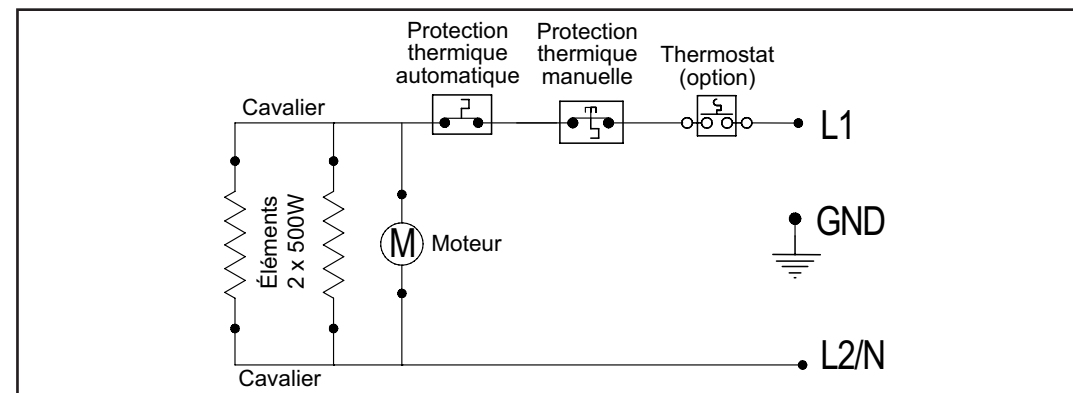 Protection
thermique
automatique
Protection
thermique
manuelle
Thermostat
(option)
Cavalier
L1
Éléments
2 x 500W
M
Moteur
GND
L2/N
Cavalier